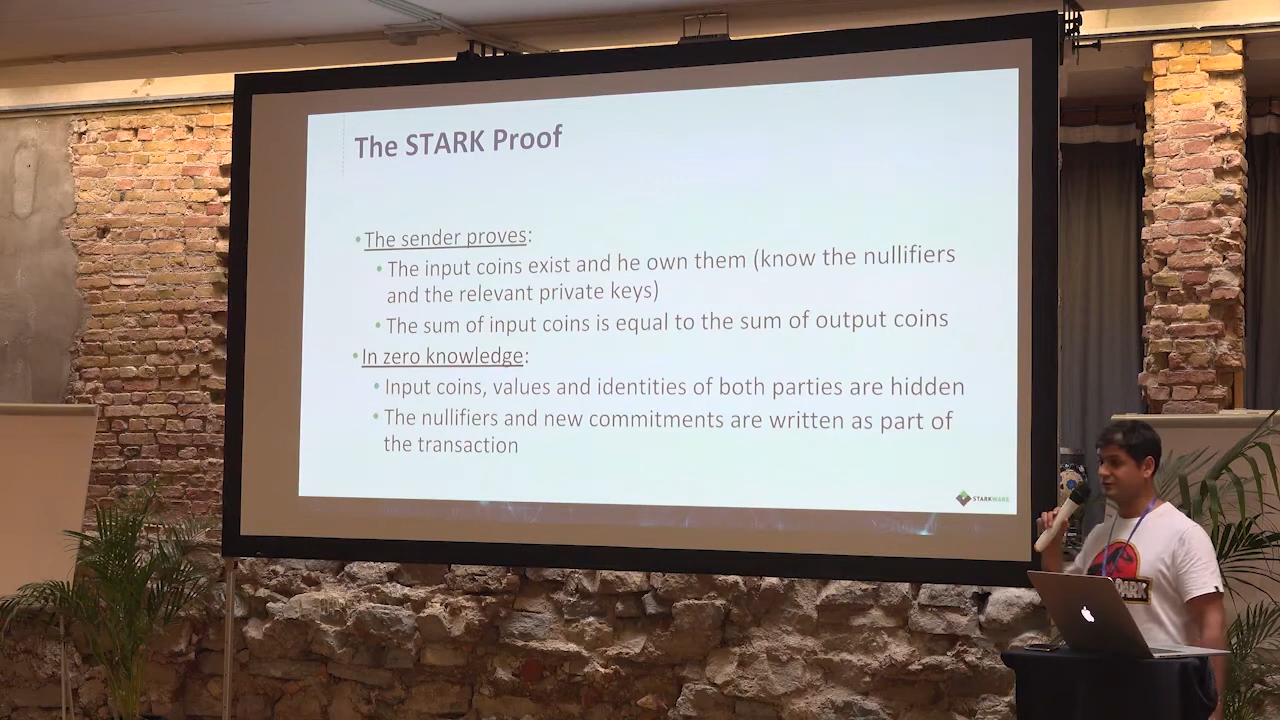 The STARK Proof
• The sender proves:
• The input coins exist and he own them (know the nullifiers
and the relevant private keys)
• The sum of input coins is equal to the sum of output coins
• In zero knowledge:
• Input coins, values and identities of both parties are hidden
• The nullifiers and new commitments are written as part of
the transaction
STARKWARE